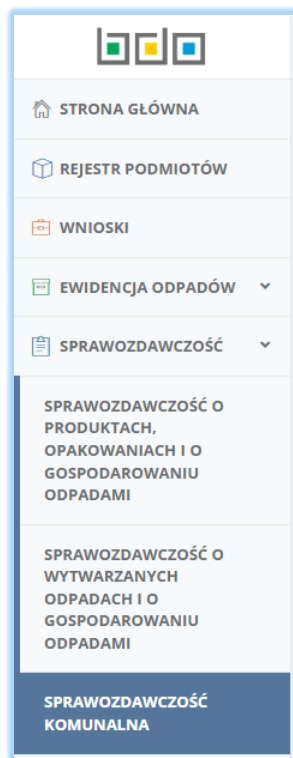 bdo
STRONA GŁÓWNA
REJESTR PODMIOTÓW
WNIOSKI
EWIDENCJA ODPADÓW
SPRAWOZDAWCZOŚĆ
SPRAWOZDAWCZOŚĆ O
PRODUKTACH,
OPAKOWANIACH I O
GOSPODAROWANIU
ODPADAMI
SPRAWOZDAWCZOŚĆ O
WYTWARZANYCH
ODPADACH I O
GOSPODAROWANIU
ODPADAMI
SPRAWOZDAWCZOŚĆ
KOMUNALNA